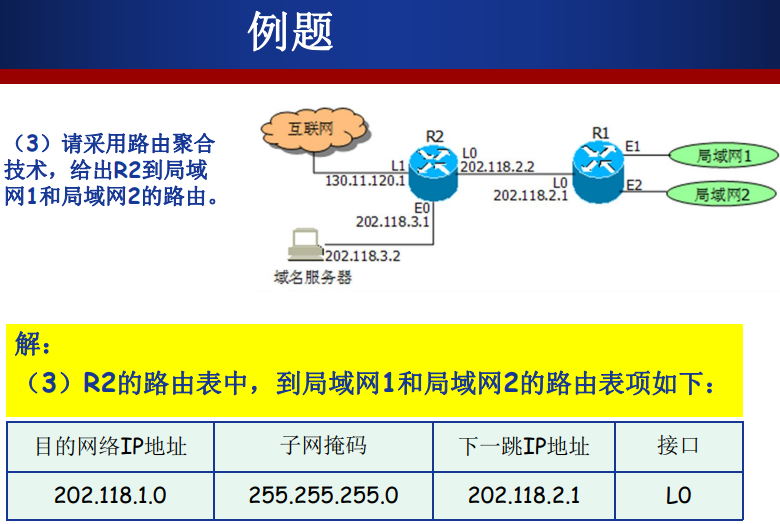 例题
（3）请采用路由聚合
技术，给出R2到局域
网1和局域网2的路由。
互联网
R2
R1
L1
130.11.120.1
L0
202.118.2.2
L0
202.118.2.1
E1
局域网1
E2
局域网2
E0
202.118.3.1
202.118.3.2
域名服务器
解：
（3）R2的路由表中，到局域网1和局域网2的路由表项如下：
目的网络IP地址 子网掩码 下一跳IP地址 接口
202.118.1.0 255.255.255.0 202.118.2.1 L0